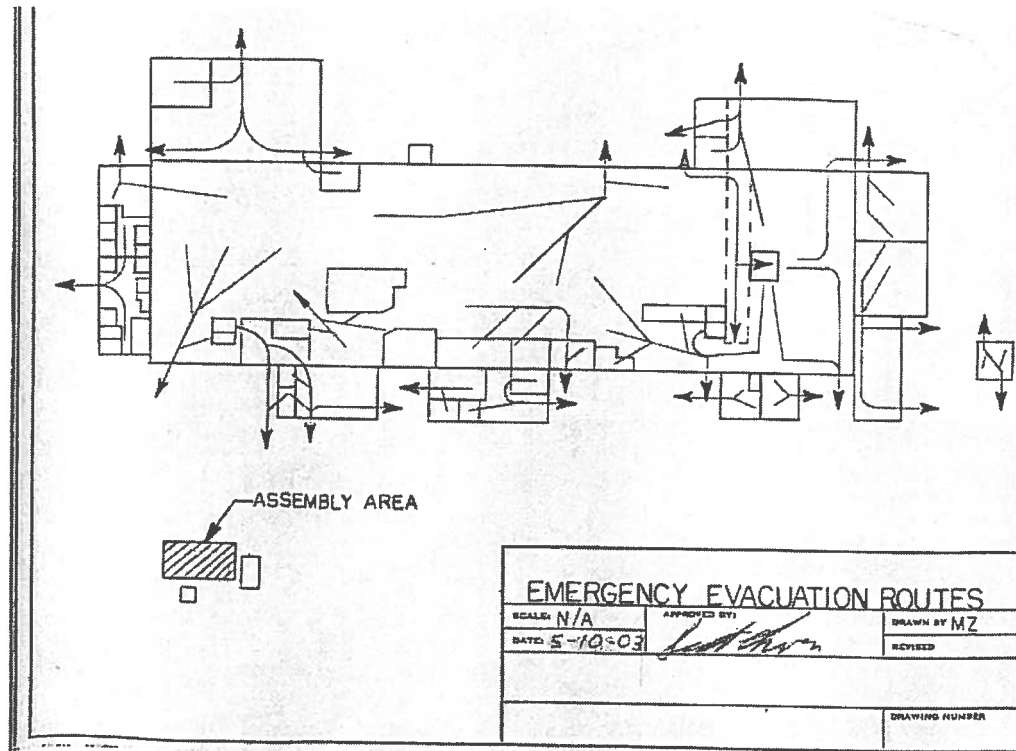 ASSEMBLY AREA
EMERGENCY EVACUATION ROUTES
SCALE: N/A
APPROVED BY:
DRAWN BY MZ
DATE: 5-10-03
REVISED
DRAWING NUMBER